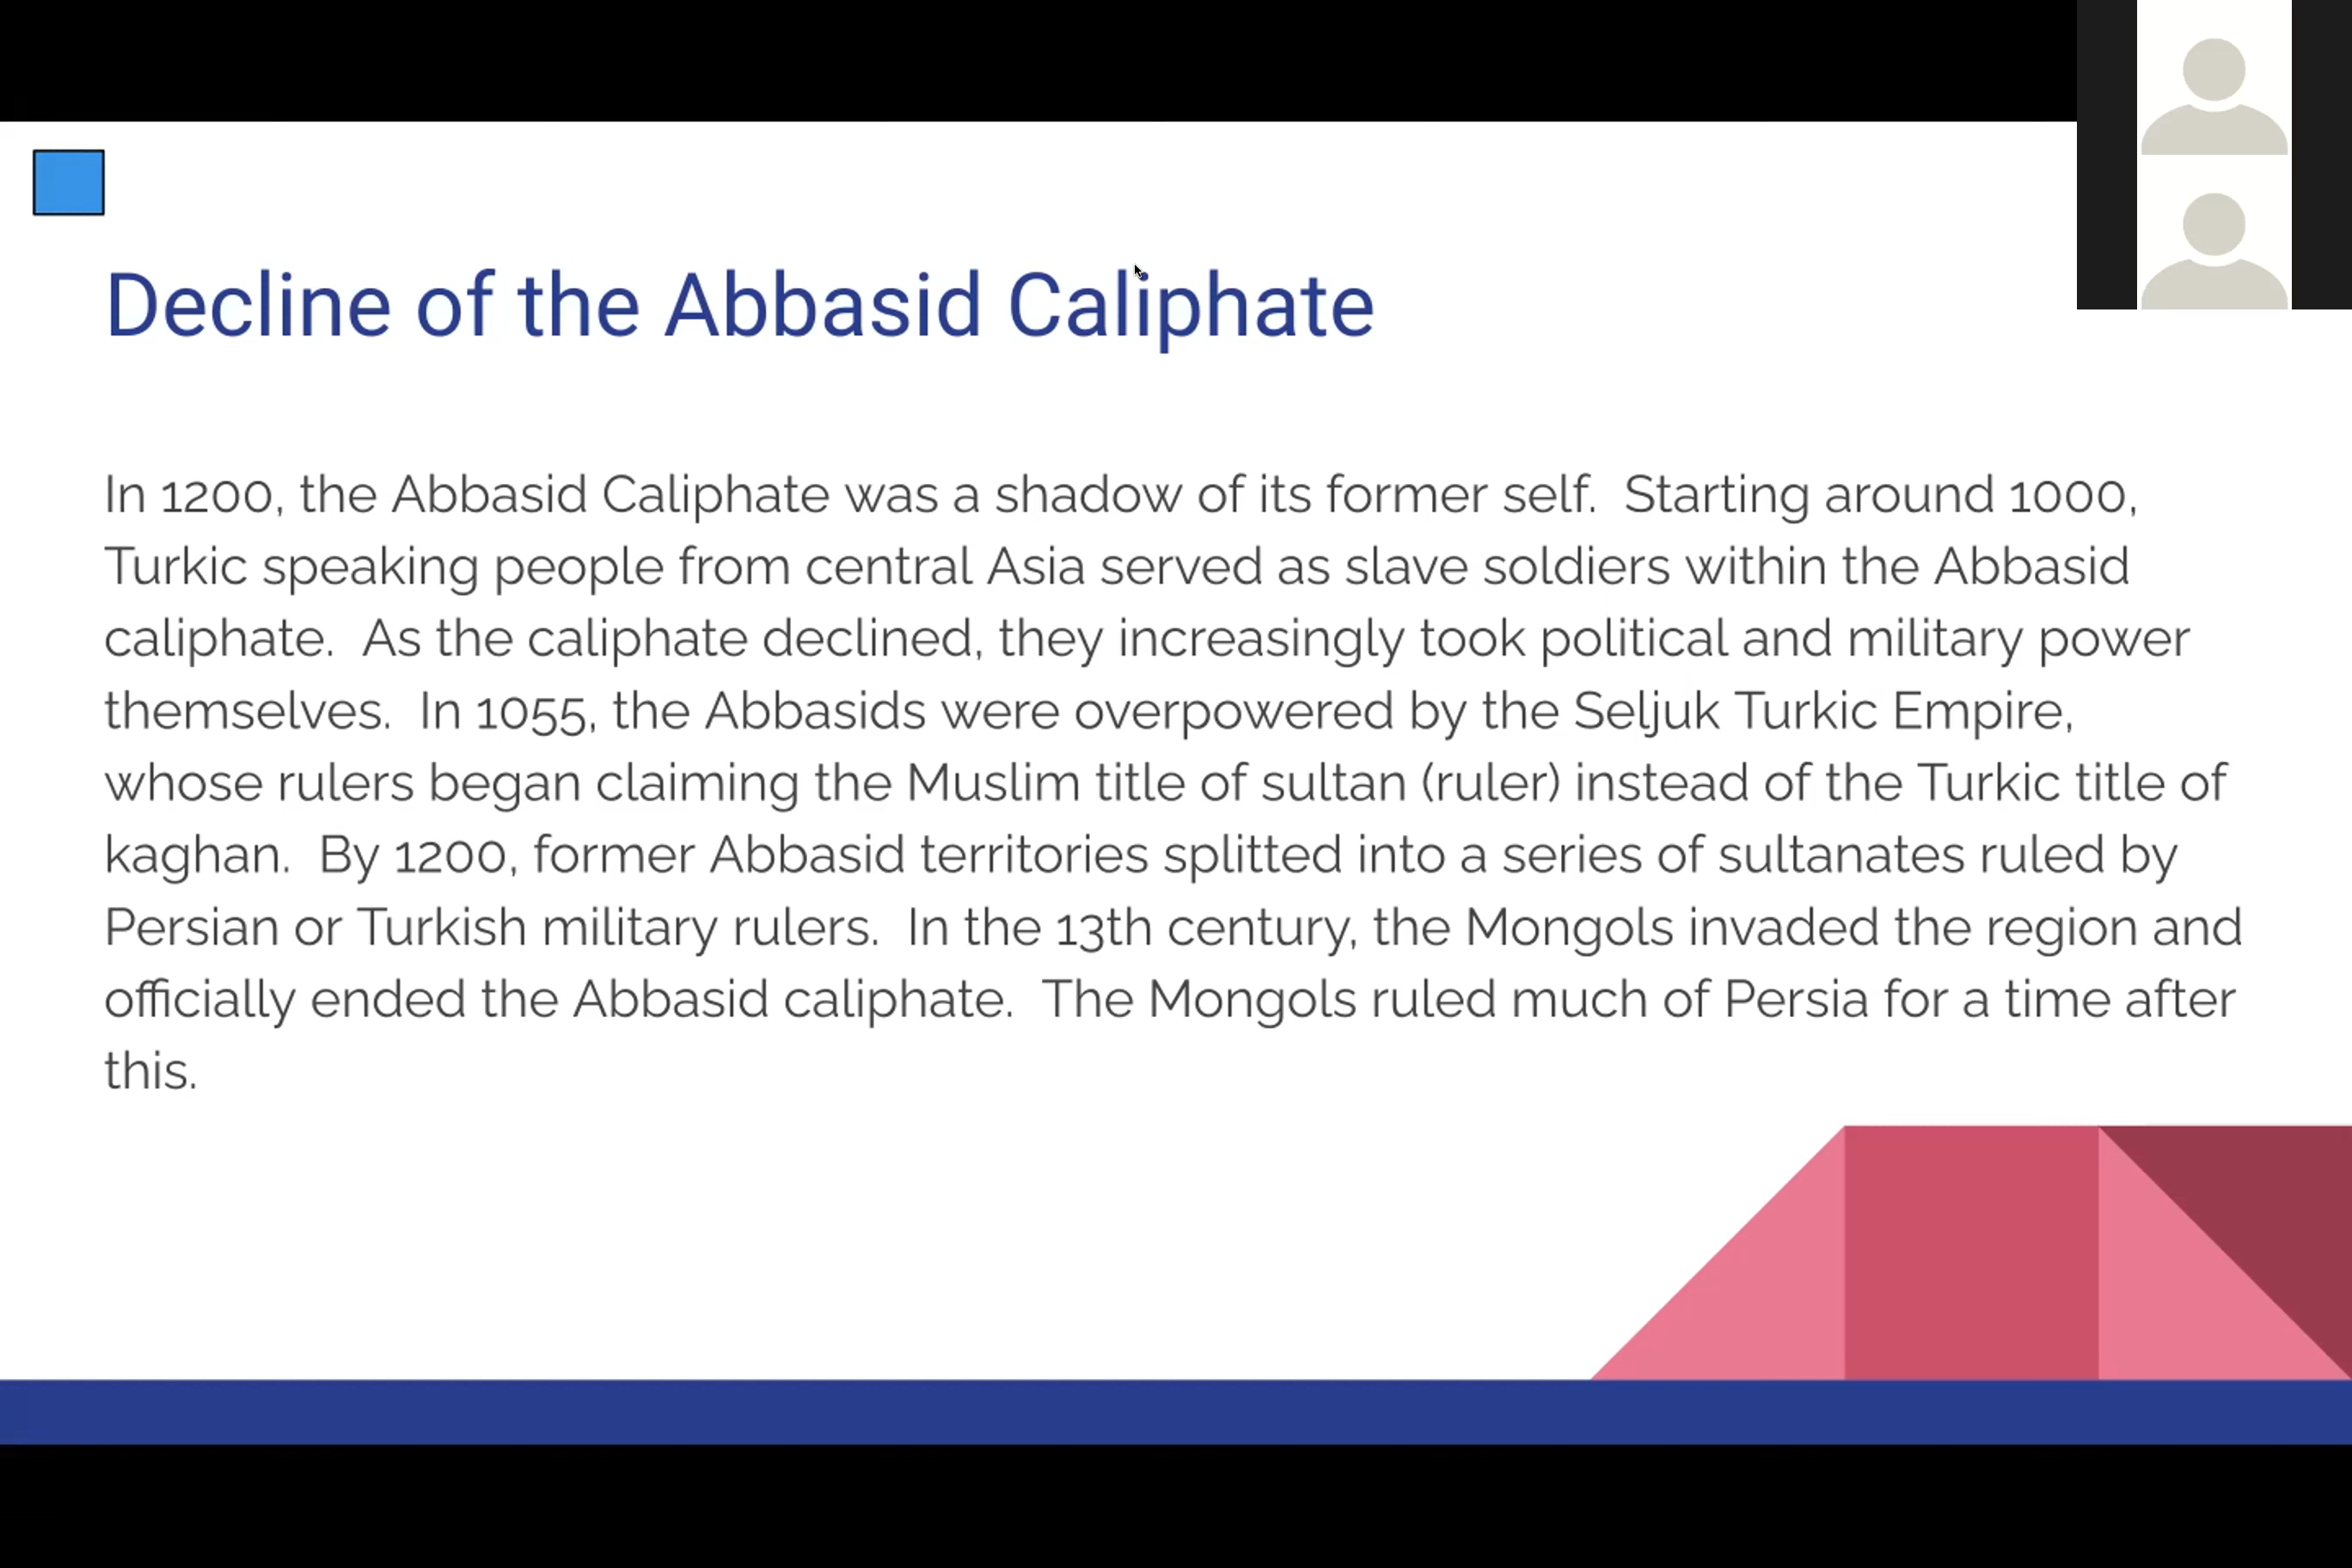 Decline of the Abbasid Caliphate
In 1200, the Abbasid Caliphate was a shadow of its former self.  Starting around 1000,
Turkic speaking people from central Asia served as slave soldiers within the Abbasid
caliphate.  As the caliphate declined, they increasingly took political and military power
themselves.  In 1055, the Abbasids were overpowered by the Seljuk Turkic Empire,
whose rulers began claiming the Muslim title of sultan (ruler) instead of the Turkic title of
kaghan.  By 1200, former Abbasid territories splitted into a series of sultanates ruled by
Persian or Turkish military rulers.  In the 13th century, the Mongols invaded the region and
officially ended the Abbasid caliphate.  The Mongols ruled much of Persia for a time after
this.